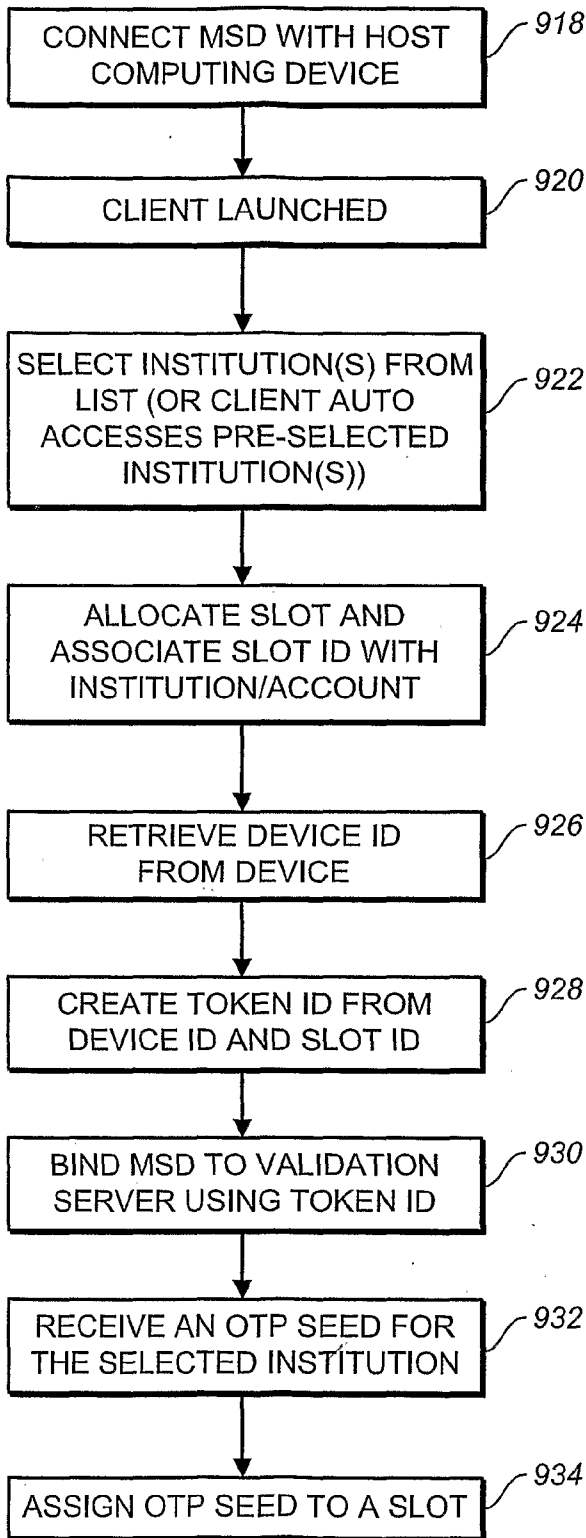 CONNECT MSD WITH HOST
COMPUTING DEVICE
918
CLIENT LAUNCHED
920
SELECT INSTITUTION(S) FROM
LIST (OR CLIENT AUTO
ACCESSES PRE-SELECTED
INSTITUTION(S))
922
ALLOCATE SLOT AND
ASSOCIATE SLOT ID WITH
INSTITUTION/ACCOUNT
924
RETRIEVE DEVICE ID
FROM DEVICE
926
CREATE TOKEN ID FROM
DEVICE ID AND SLOT ID
928
BIND MSD TO VALIDATION
SERVER USING TOKEN ID
930
RECEIVE AN OTP SEED FOR
THE SELECTED INSTITUTION
932
ASSIGN OTP SEED TO A SLOT
934